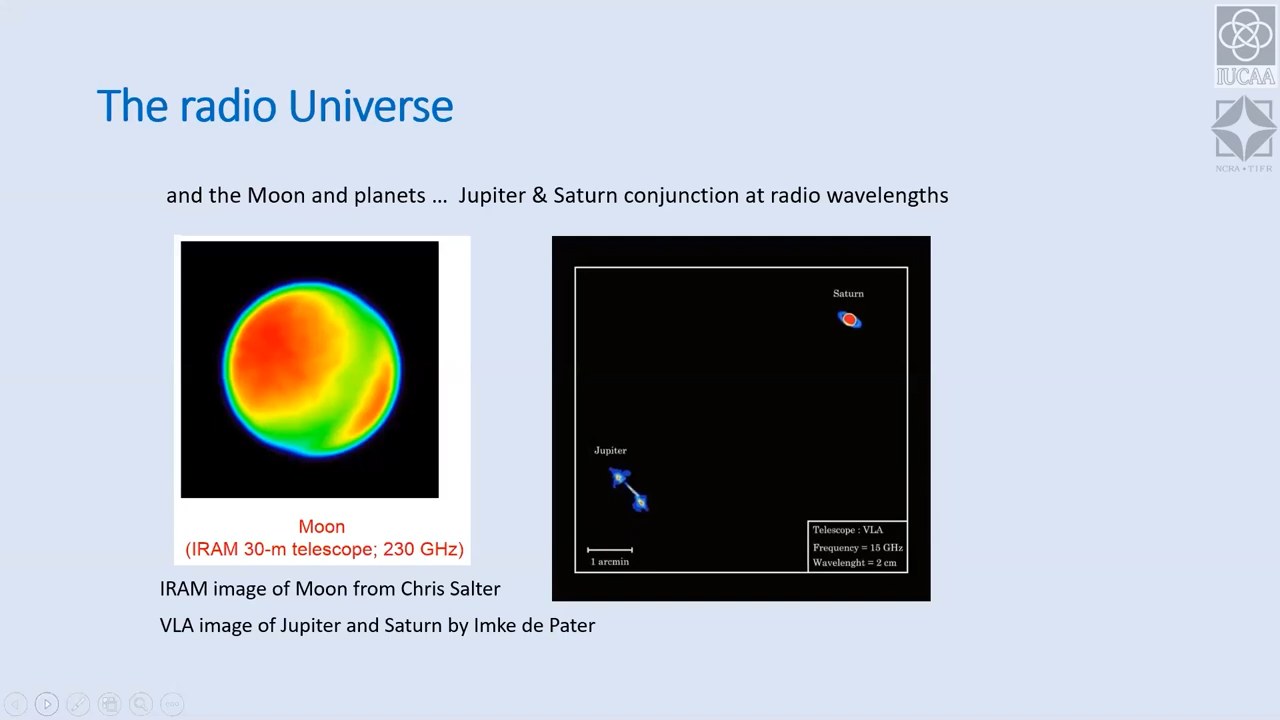 IUCAA
NCRA • TIFR
The radio Universe
and the Moon and planets ... Jupiter & Saturn conjunction at radio wavelengths
Moon
(IRAM 30-m telescope; 230 GHz)
Saturn
Jupiter
1 arcmin
Telescope : VLA
Frequency = 15 GHz
Wavelenght = 2 cm
IRAM image of Moon from Chris Salter
VLA image of Jupiter and Saturn by Imke de Pater